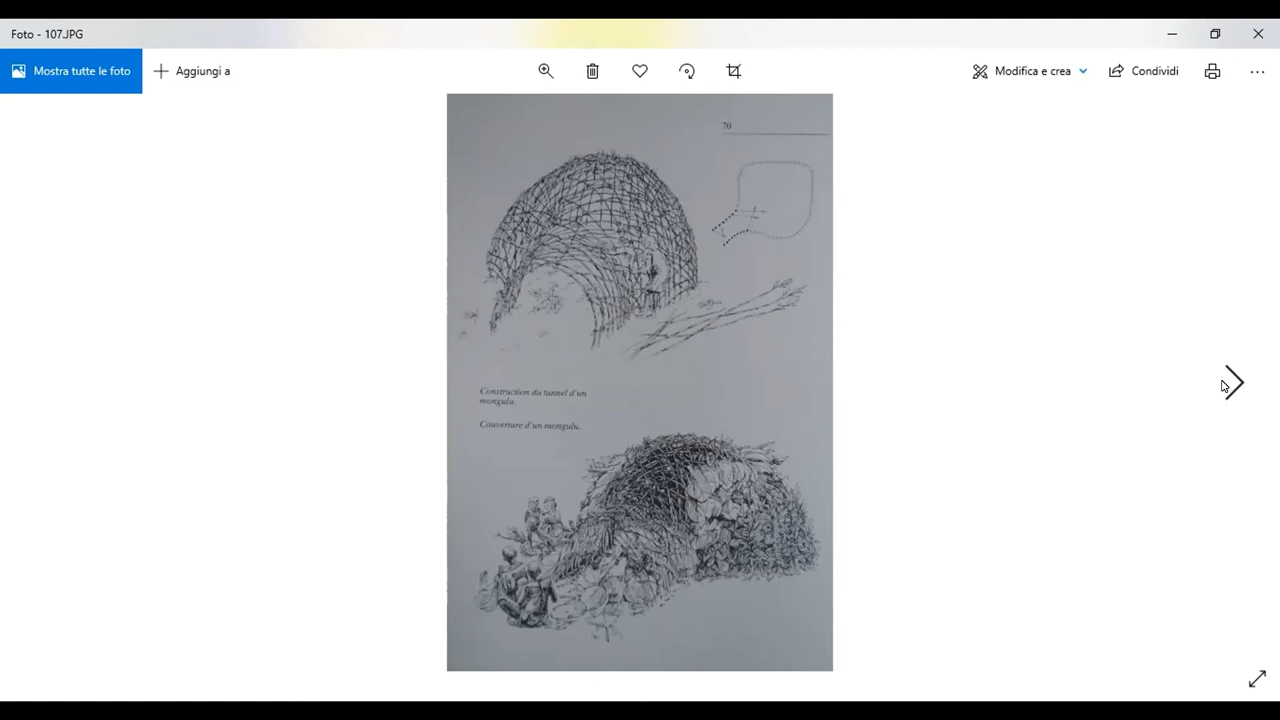 Foto - 107.JPG
Mostra tutte le foto
Aggiungi a
Modifica e crea
Condividi
70
Construction du tunnel d'un
mongulu.
Couverture d'un mongulu.